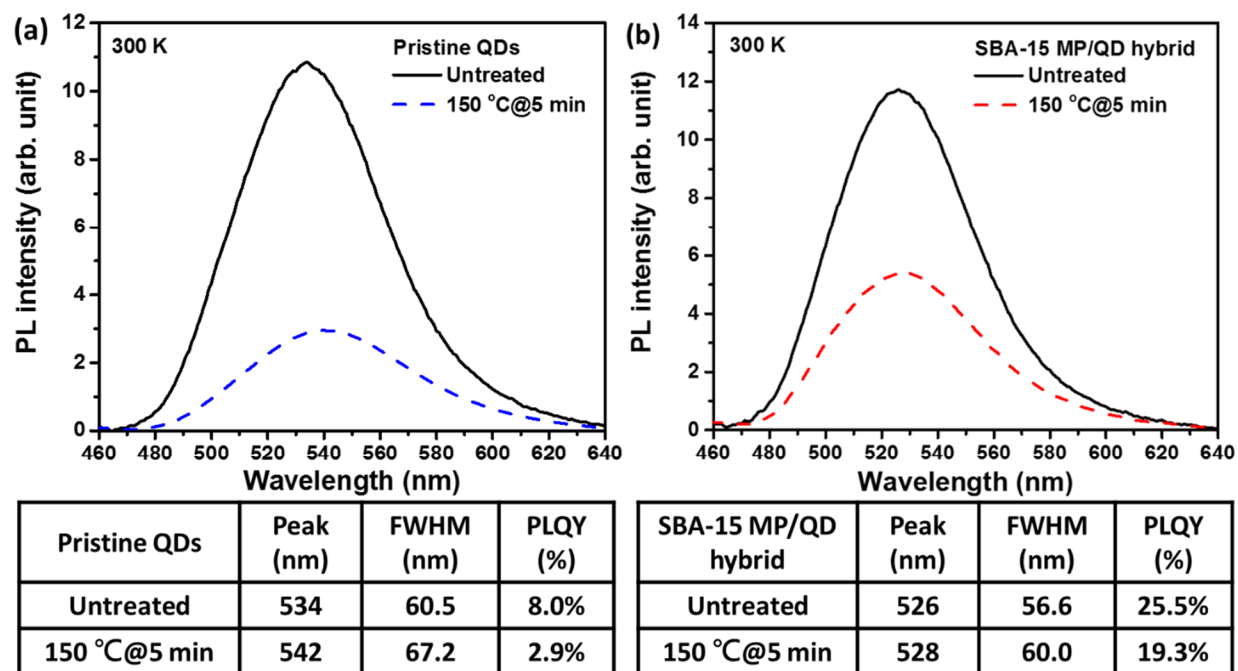 (a)
300 K
Pristine QDs
Untreated
150 °C@5 min
PL intensity (arb. unit)
12
10
8
6
4
2
0
460 480 500 520 540 560 580 600 620 640
Wavelength (nm)
(b)
300 K
SBA-15 MP/QD hybrid
Untreated
150 °C@5 min
PL intensity (arb. unit)
14
12
10
8
6
4
2
0
460 480 500 520 540 560 580 600 620 640
Wavelength (nm)
Pristine QDs Peak (nm) FWHM (nm) PLQY (%)
Untreated 534 60.5 8.0%
150 ℃@5 min 542 67.2 2.9%
SBA-15 MP/QD hybrid Peak (nm) FWHM (nm) PLQY (%)
Untreated 526 56.6 25.5%
150 ℃@5 min 528 60.0 19.3%